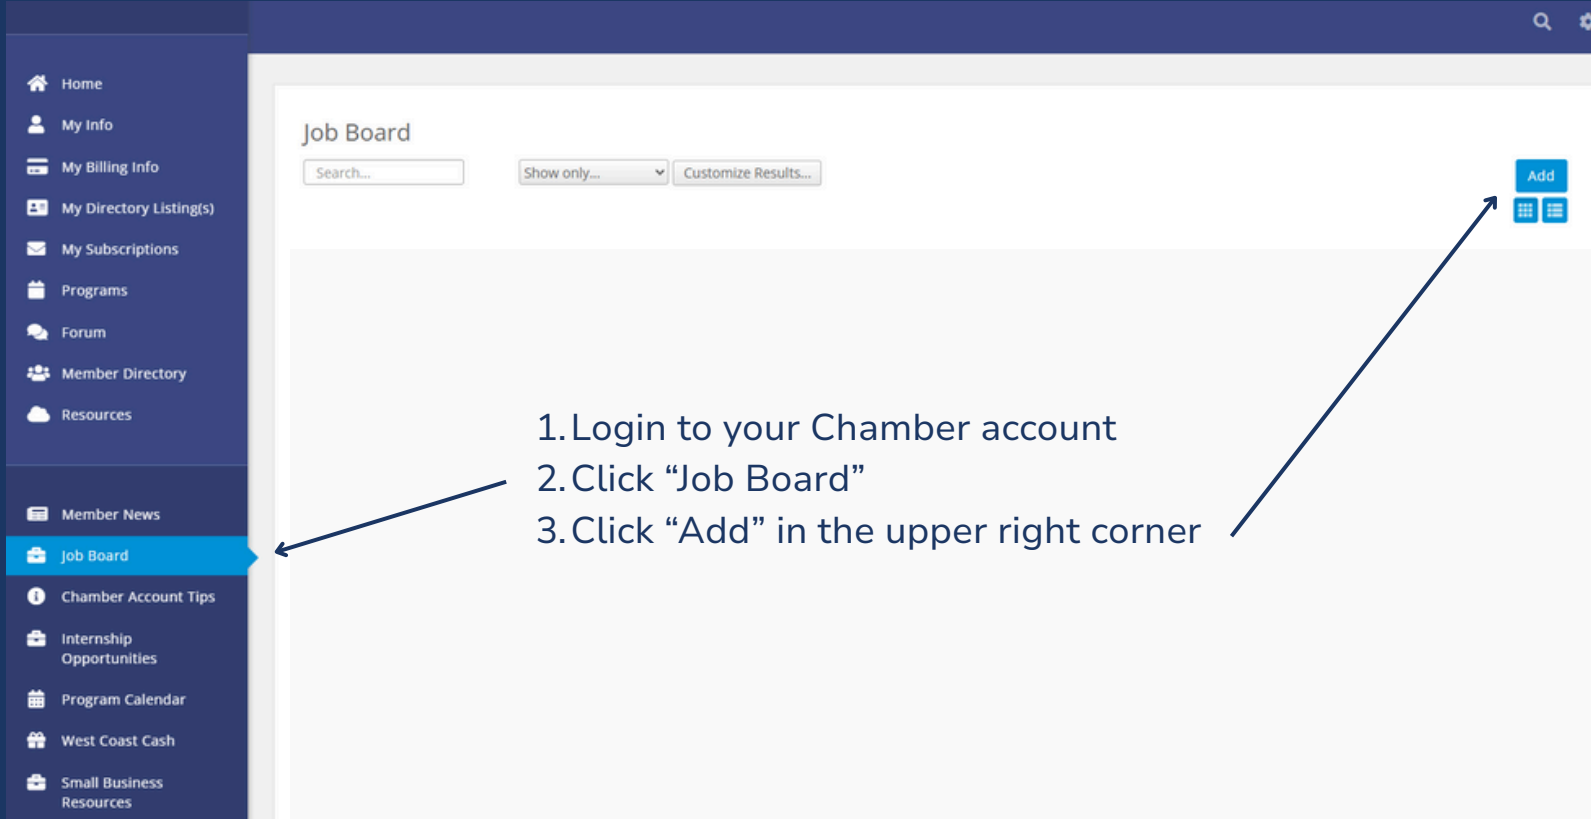 Home
My Info
My Billing Info
My Directory Listing(s)
My Subscriptions
Programs
Forum
Member Directory
Resources
Member News
Job Board
Chamber Account Tips
Internship
Opportunities
Program Calendar
West Coast Cash
Small Business
Resources
Job Board
Search...
Show only...
Customize Results...
Add
1. Login to your Chamber account
2. Click “Job Board”
3. Click “Add” in the upper right corner